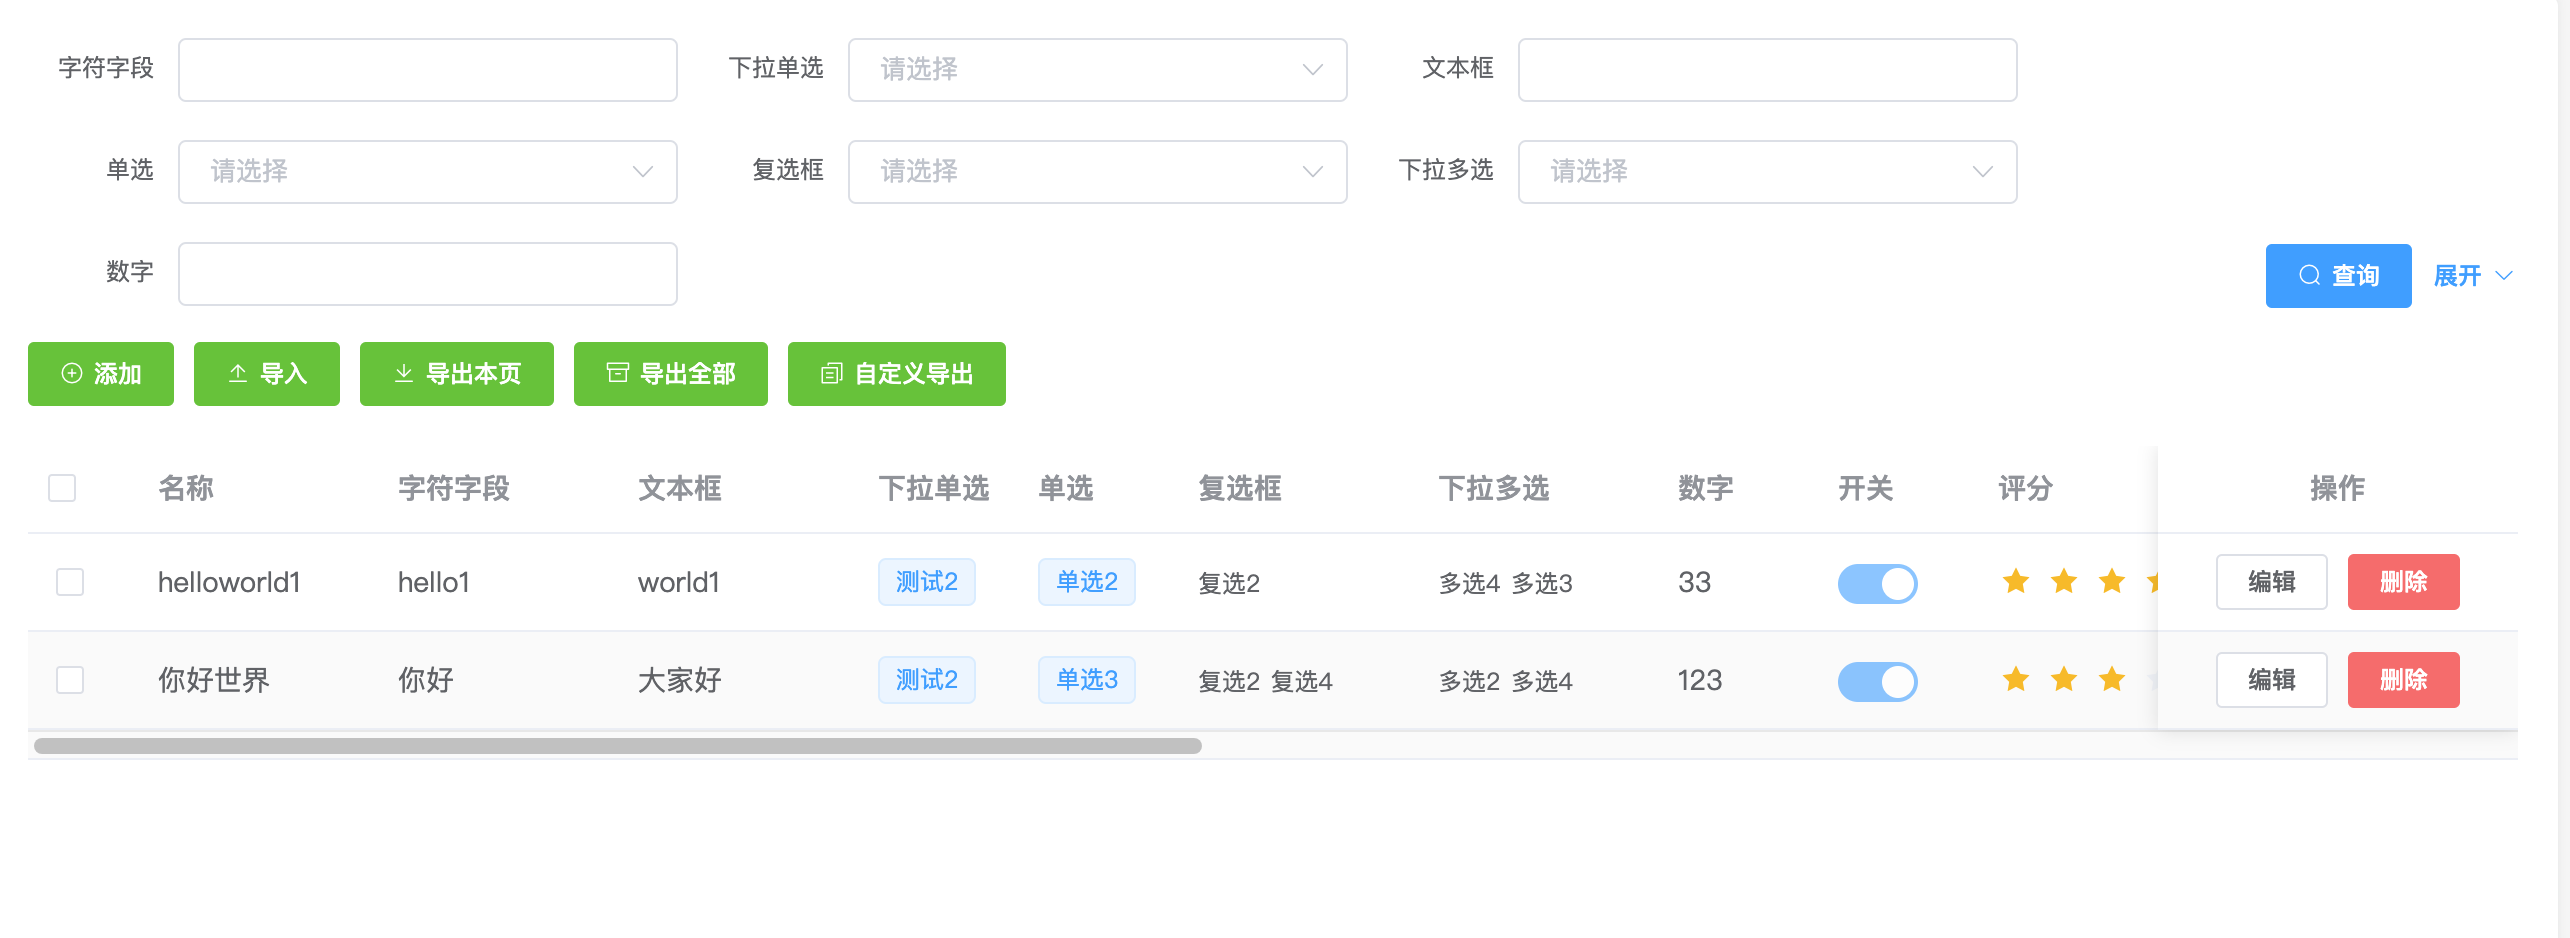 字符字段 下拉单选 请选择 文本框
单选 请选择 复选框 请选择 下拉多选 请选择
数字 查询 展开
添加 导入 导出本页 导出全部 自定义导出
名称 字符字段 文本框 下拉单选 单选 复选框 下拉多选 数字 开关 评分 操作
helloworld1 hello1 world1 测试2 单选2 复选2 多选4 多选3 33 编辑 删除
你好世界 你好 大家好 测试2 单选3 复选2 复选4 多选2 多选4 123 编辑 删除